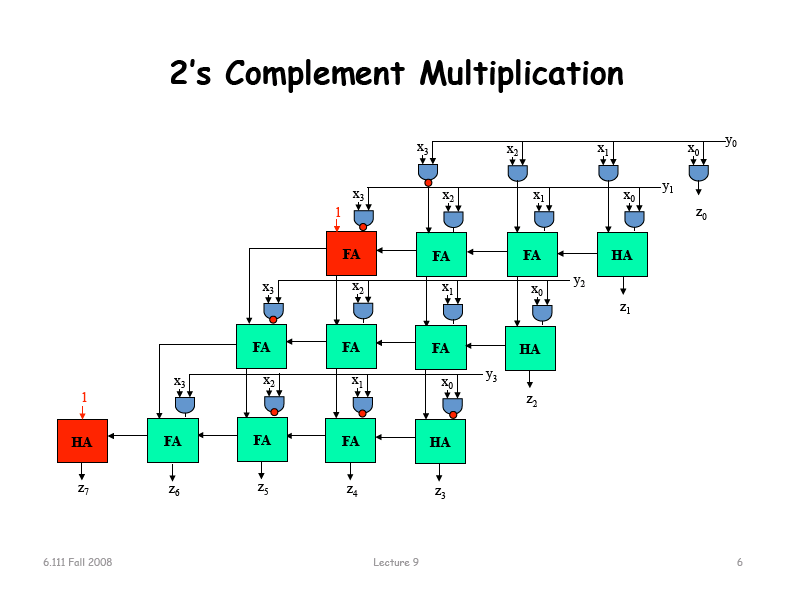 2's Complement Multiplication
x3 x2 x1 x0 y0
x3 x2 x1 x0 y1
1 z0
FA FA FA HA
x3 x2 x1 x0 y2
z1
FA FA FA HA
x3 x2 x1 x0 y3
1 z2
HA FA FA FA HA
z7 z6 z5 z4 z3
6.111 Fall 2008 Lecture 9 6